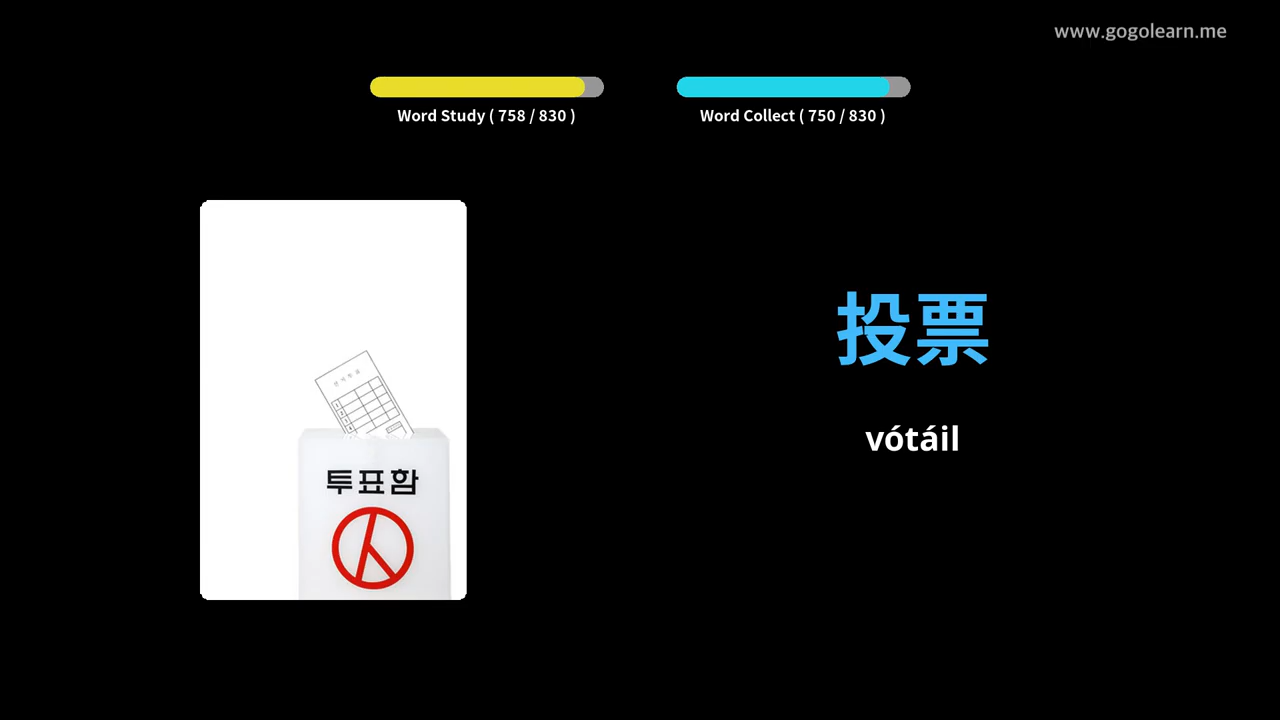 www.gogolearn.me
Word Study ( 758 / 830 )
Word Collect ( 750 / 830 )
投票
vótáil
투표함